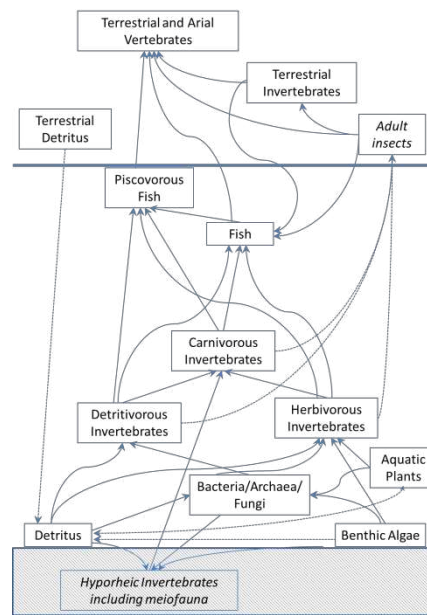 Terrestrial and Arial
Vertebrates
Terrestrial
Invertebrates
Terrestrial
Detritus
Adult
insects
Piscovorous
Fish
Fish
Carnivorous
Invertebrates
Detritivorous
Invertebrates
Herbivorous
Invertebrates
Aquatic
Plants
Bacteria/Archaea/
Fungi
Detritus
Benthic Algae
Hyporheic Invertebrates
including meiofauna